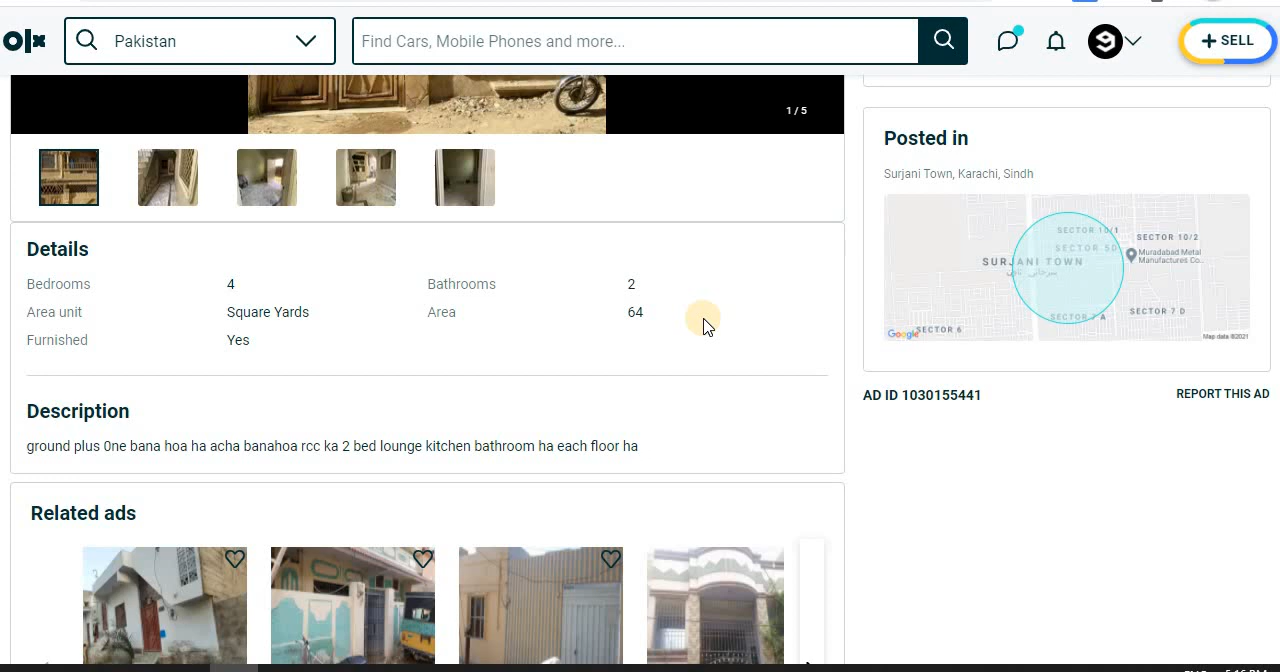 olx
Pakistan
Find Cars, Mobile Phones and more...
+ SELL
1 / 5
Details
Bedrooms 4 Bathrooms 2
Area unit Square Yards Area 64
Furnished Yes
Description
ground plus 0ne bana hoa ha acha banahoa rcc ka 2 bed lounge kitchen bathroom ha each floor ha
Related ads
Posted in
Surjani Town, Karachi, Sindh
SECTOR 10/1
SECTOR 10/2
SECTOR 5D
Muradabad Metal
Manufactures Co..
SURJANI TOWN
سرجانی ٹاؤن
SECTOR 7 D
SECTOR 7 A
SECTOR 6
Google
Map data ©2021
AD ID 1030155441
REPORT THIS AD